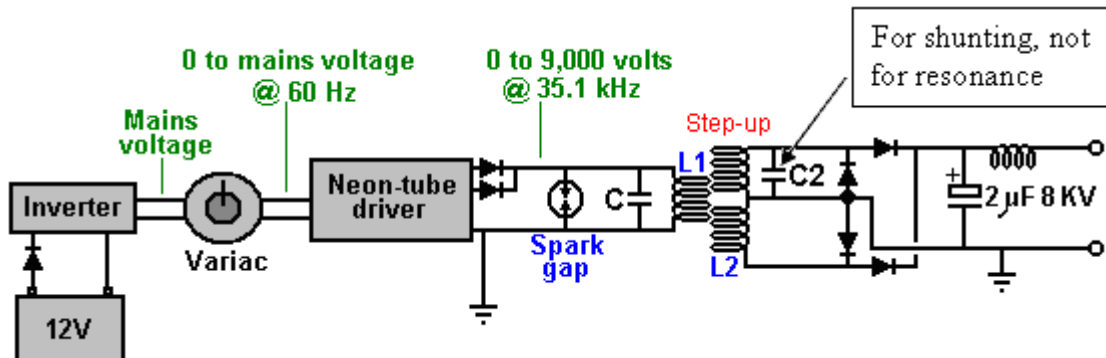 For shunting, not
for resonance
0 to mains voltage
@ 60 Hz
0 to 9,000 volts
@ 35.1 kHz
Mains
voltage
Step-up
L1
Inverter
Neon-tube
driver
C
C2
+
2 µF 8 KV
Variac
Spark
gap
L2
12V